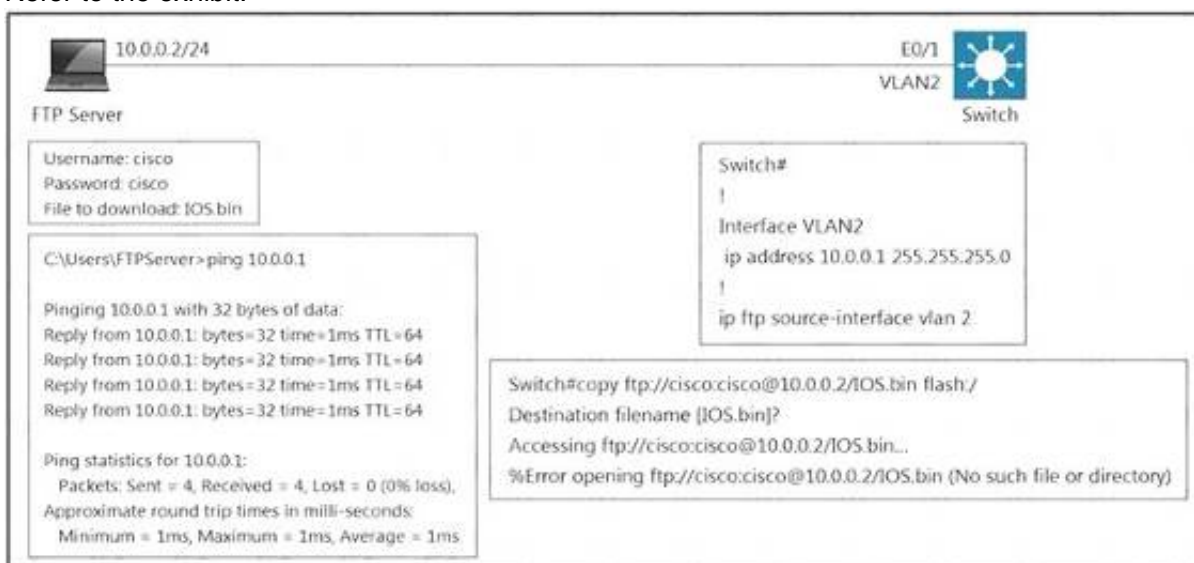 Refer to the exhibit.
10.0.0.2/24
E0/1
VLAN2
FTP Server
Switch
Username: cisco
Password: cisco
File to download: IOS.bin
C:\Users\FTPServer>ping 10.0.0.1
Pinging 10.0.0.1 with 32 bytes of data:
Reply from 10.0.0.1: bytes=32 time=1ms TTL=64
Reply from 10.0.0.1: bytes=32 time=1ms TTL=64
Reply from 10.0.0.1: bytes=32 time=1ms TTL=64
Reply from 10.0.0.1: bytes=32 time=1ms TTL=64
Ping statistics for 10.0.0.1:
Packets: Sent = 4, Received = 4, Lost = 0 (0% loss),
Approximate round trip times in milli-seconds:
Minimum = 1ms, Maximum = 1ms, Average = 1ms
Switch#
!
Interface VLAN2
ip address 10.0.0.1 255.255.255.0
!
ip ftp source-interface vlan 2
Switch#copy ftp://cisco:cisco@10.0.0.2/IOS.bin flash:/
Destination filename [IOS.bin]?
Accessing ftp://cisco:cisco@10.0.0.2/IOS.bin...
%Error opening ftp://cisco:cisco@10.0.0.2/IOS.bin (No such file or directory)